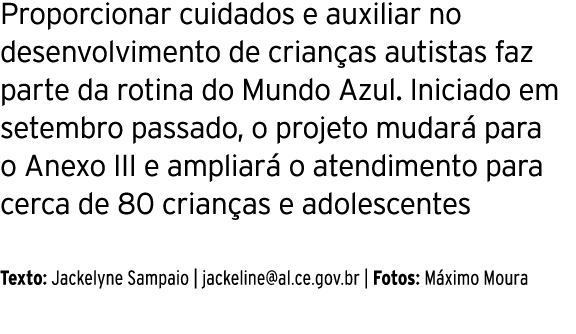 Proporcionar cuidados e auxiliar no
desenvolvimento de crianças autistas faz
parte da rotina do Mundo Azul. Iniciado em
setembro passado, o projeto mudará para
o Anexo III e ampliará o atendimento para
cerca de 80 crianças e adolescentes
Texto: Jackelyne Sampaio | jackeline@al.ce.gov.br | Fotos: Máximo Moura